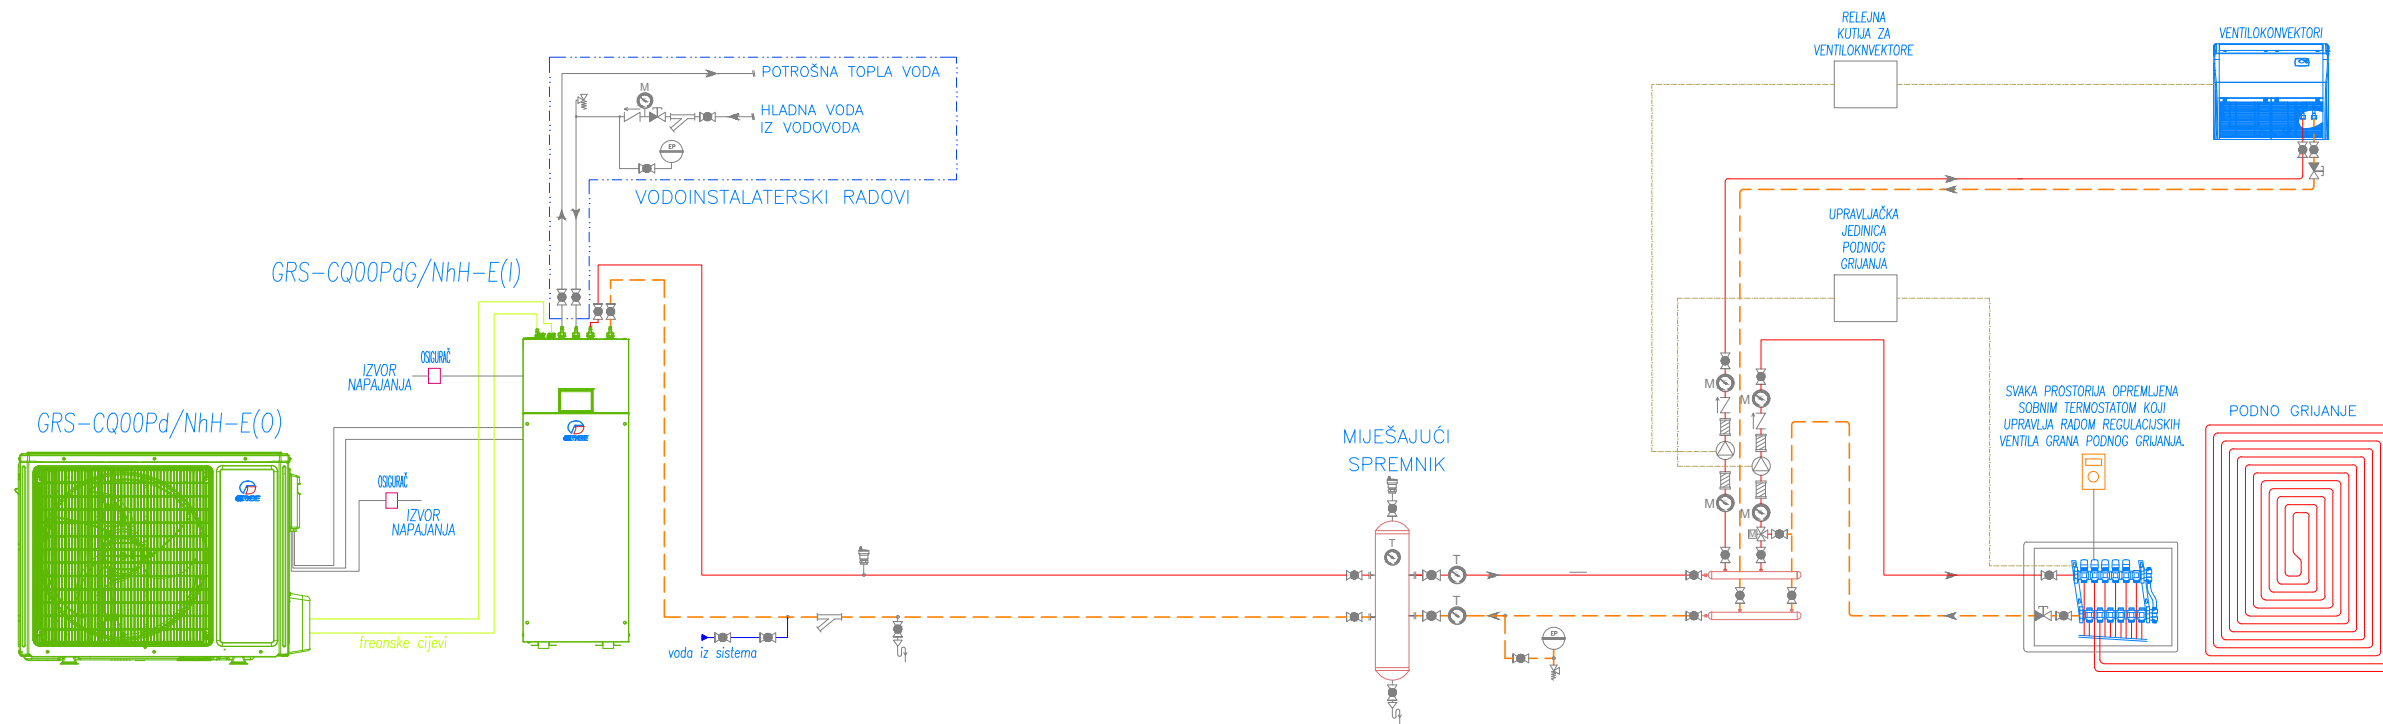 RELEJNA
KUTIJA ZA
VENTILOKNVEKTORE
VENTILOKONVEKTORI
POTROŠNA TOPLA VODA
M
HLADNA VODA
IZ VODOVODA
EP
VODOINSTALATERSKI RADOVI
UPRAVLJAČKA
JEDINICA
PODNOG
GRIJANJA
GRS-CQ00PdG/NhH-E(I)
OSIGURAČ
IZVOR
NAPAJANJA
GRS-CQ00Pd/NhH-E(O)
OSIGURAČ
IZVOR
NAPAJANJA
freonske cijevi
voda iz sistema
MIJEŠAJUĆI
SPREMNIK
T
T
T
EP
M
M
M
M
M
SVAKA PROSTORIJA OPREMLJENA
SOBNIM TERMOSTATOM KOJI
UPRAVLJA RADOM REGULACIJSKIH
VENTILA GRANA PODNOG GRIJANJA.
PODNO GRIJANJE